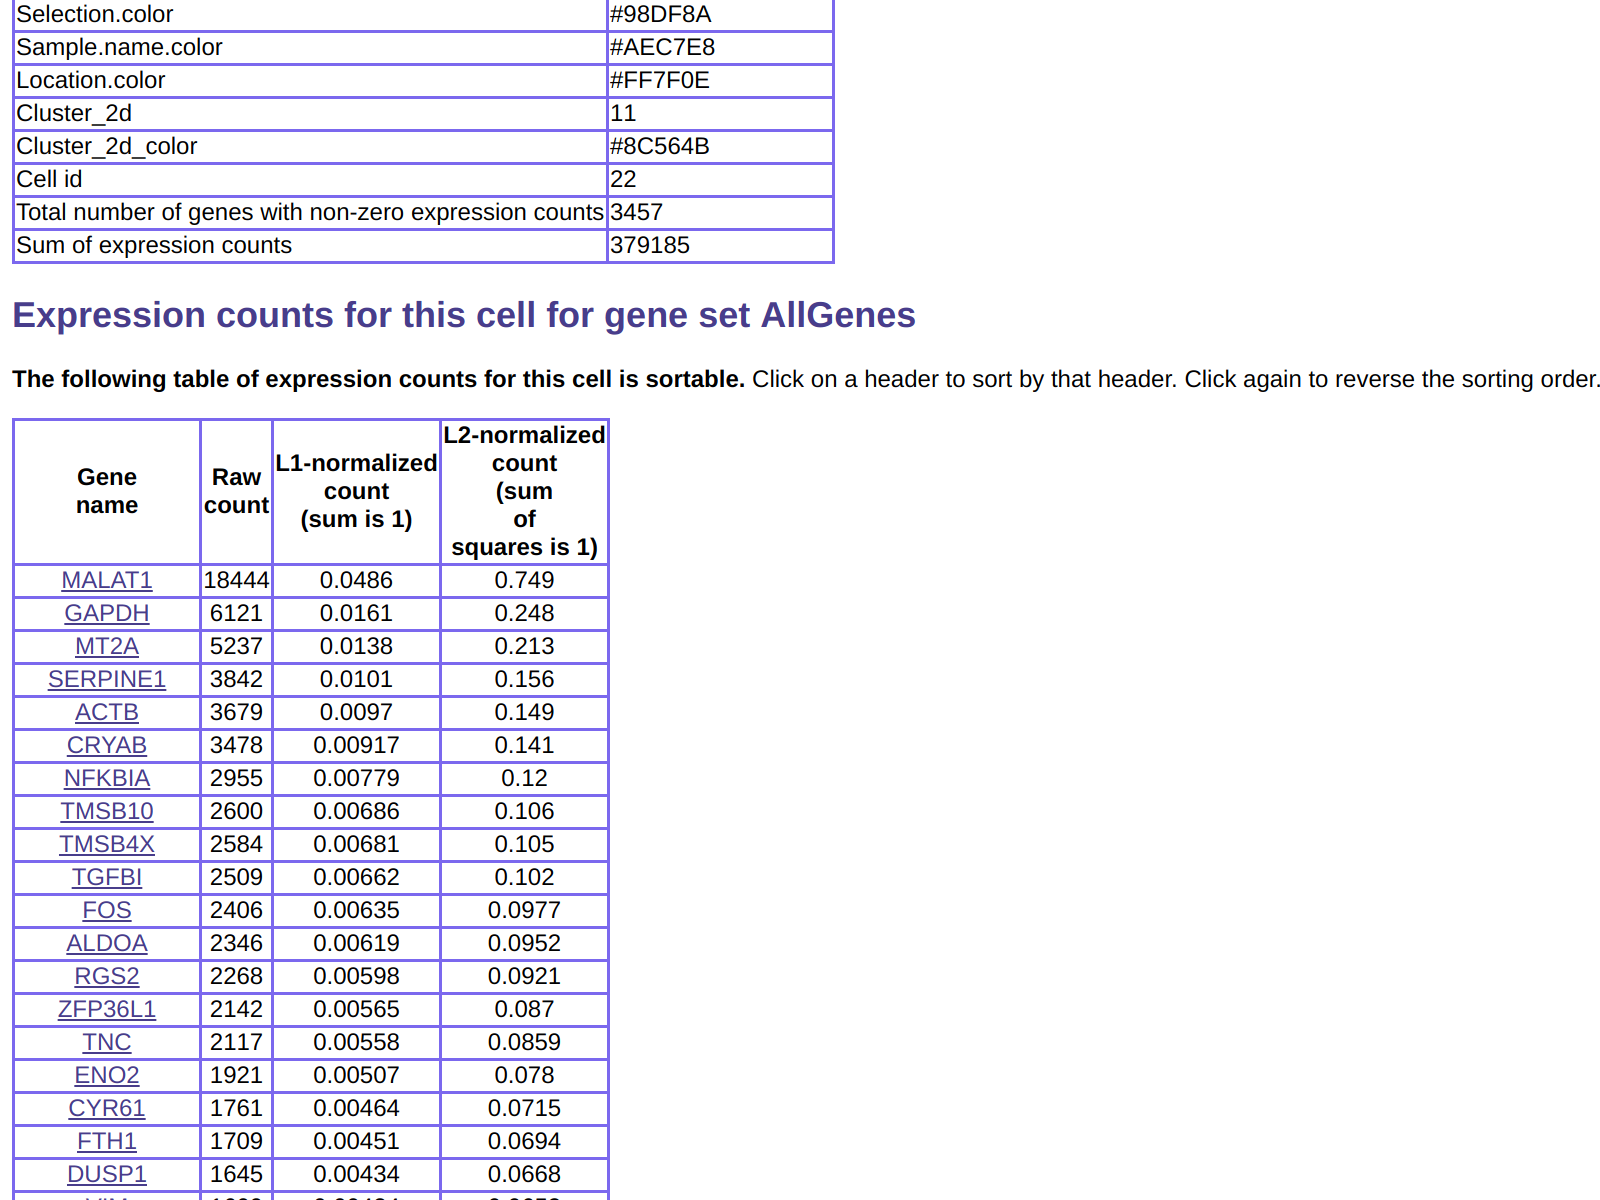 Selection.color #98DF8A
Sample.name.color #AEC7E8
Location.color #FF7F0E
Cluster_2d 11
Cluster_2d_color #8C564B
Cell id 22
Total number of genes with non-zero expression counts 3457
Sum of expression counts 379185
Expression counts for this cell for gene set AllGenes
The following table of expression counts for this cell is sortable. Click on a header to sort by that header. Click again to reverse the sorting order.
Gene name Raw count L1-normalized count (sum is 1) L2-normalized count (sum of squares is 1)
MALAT1 18444 0.0486 0.749
GAPDH 6121 0.0161 0.248
MT2A 5237 0.0138 0.213
SERPINE1 3842 0.0101 0.156
ACTB 3679 0.0097 0.149
CRYAB 3478 0.00917 0.141
NFKBIA 2955 0.00779 0.12
TMSB10 2600 0.00686 0.106
TMSB4X 2584 0.00681 0.105
TGFBI 2509 0.00662 0.102
FOS 2406 0.00635 0.0977
ALDOA 2346 0.00619 0.0952
RGS2 2268 0.00598 0.0921
ZFP36L1 2142 0.00565 0.087
TNC 2117 0.00558 0.0859
ENO2 1921 0.00507 0.078
CYR61 1761 0.00464 0.0715
FTH1 1709 0.00451 0.0694
DUSP1 1645 0.00434 0.0668